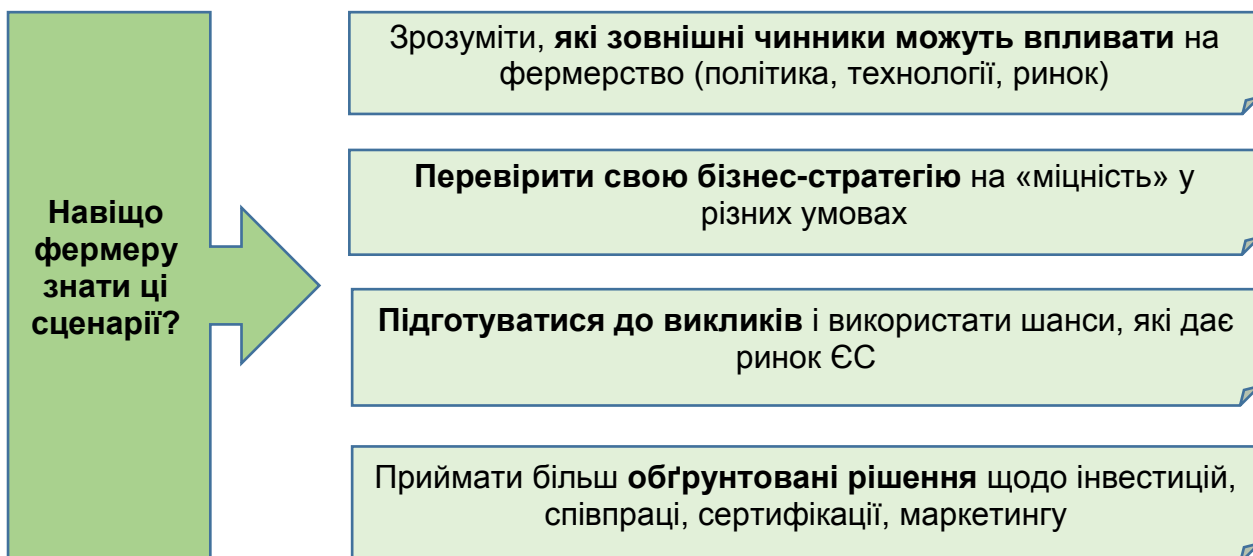 Навіщо
фермеру
знати ці
сценарії?
Зрозуміти, які зовнішні чинники можуть впливати на
фермерство (політика, технології, ринок)
Перевірити свою бізнес-стратегію на «міцність» у
різних умовах
Підготуватися до викликів і використати шанси, які дає
ринок ЄС
Приймати більш обґрунтовані рішення щодо інвестицій,
співпраці, сертифікації, маркетингу